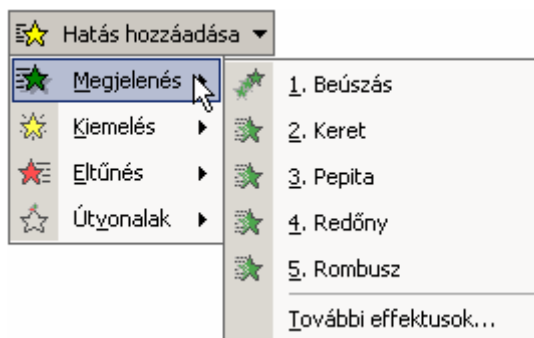 Hatás hozzáadása
Megjelenés
Kiemelés
Eltűnés
Útvonalak
1. Beúszás
2. Keret
3. Pepita
4. Redőny
5. Rombusz
További effektusok...